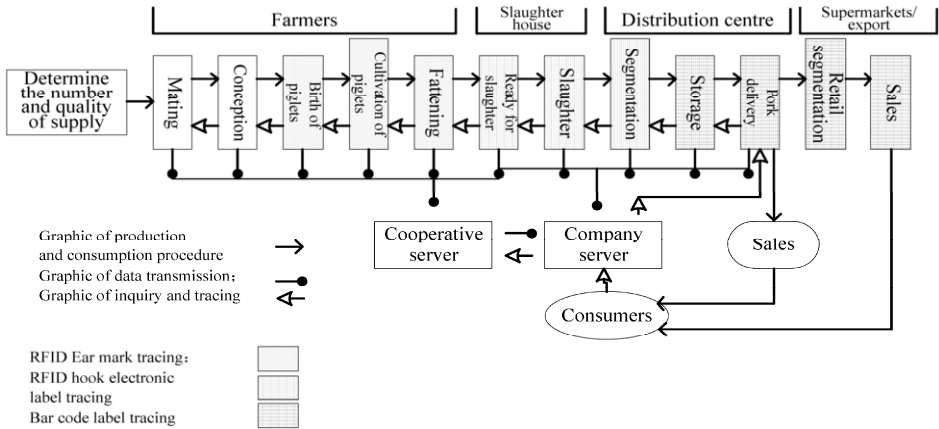 Farmers
Slaughter
house
Distribution centre
Supermarkets/
export
Determine
the number
and quality
of supply
Mating
Conception
Birth of
piglets
Cultivation of
piglets
Fattening
Ready for
slaughter
Slaughter
Segmentation
Storage
Pork
delivery
Retail
segmentation
Sales
Cooperative
server
Company
server
Sales
Consumers
Graphic of production
and consumption procedure
Graphic of data transmission;
Graphic of inquiry and tracing
RFID Ear mark tracing:
RFID hook electronic
label tracing
Bar code label tracing